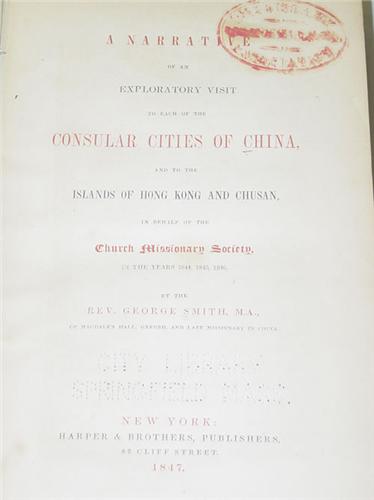 A NARRATIVE
OF AN
EXPLORATORY VISIT
TO EACH OF THE
CONSULAR CITIES OF CHINA,
AND TO THE
ISLANDS OF HONG KONG AND CHUSAN,
IN BEHALF OF THE
Church Missionary Society,
IN THE YEARS 1844, 1845, 1846.
BY THE
REV. GEORGE SMITH, M.A.,
OF MAGDALEN HALL, OXFORD, AND LATE MISSIONARY IN CHINA.
CITY LIBRARY
SPRINGFIELD MASS.
NEW YORK:
HARPER & BROTHERS, PUBLISHERS,
82 CLIFF STREET.
1847.